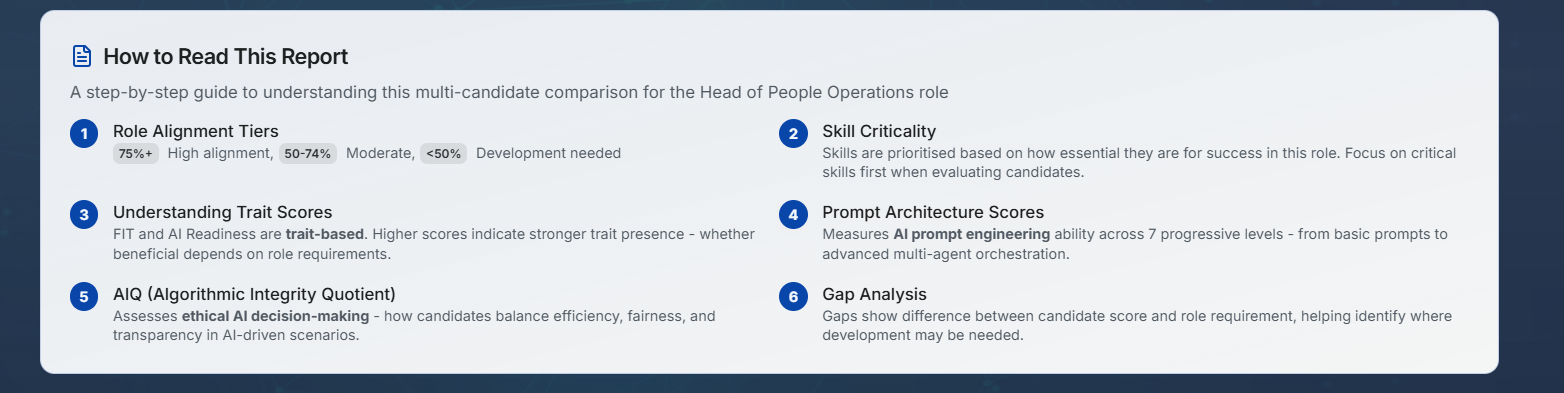 How to Read This Report
A step-by-step guide to understanding this multi-candidate comparison for the Head of People Operations role
1
Role Alignment Tiers
75%+ High alignment, 50-74% Moderate, <50% Development needed
2
Skill Criticality
Skills are prioritised based on how essential they are for success in this role. Focus on critical
skills first when evaluating candidates.
3
Understanding Trait Scores
FIT and AI Readiness are trait-based. Higher scores indicate stronger trait presence - whether
beneficial depends on role requirements.
4
Prompt Architecture Scores
Measures AI prompt engineering ability across 7 progressive levels - from basic prompts to
advanced multi-agent orchestration.
5
AIQ (Algorithmic Integrity Quotient)
Assesses ethical AI decision-making - how candidates balance efficiency, fairness, and
transparency in AI-driven scenarios.
6
Gap Analysis
Gaps show difference between candidate score and role requirement, helping identify where
development may be needed.